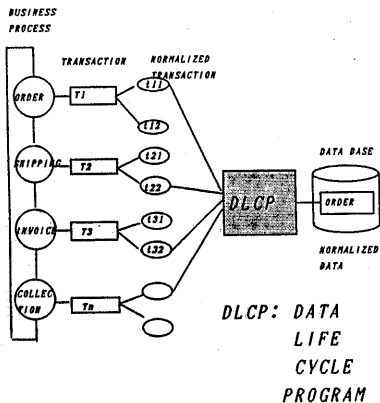 BUSINESS
PROCESS
TRANSACTION
NORMALIZED
TRANSACTION
ORDER
T1
t11
t12
SHIPPING
T2
t21
t22
INVOICE
T3
t31
t32
COLLEC
TION
Tn
DLCP
DATA BASE
ORDER
NORMALIZED
DATA
DLCP: DATA
LIFE
CYCLE
PROGRAM